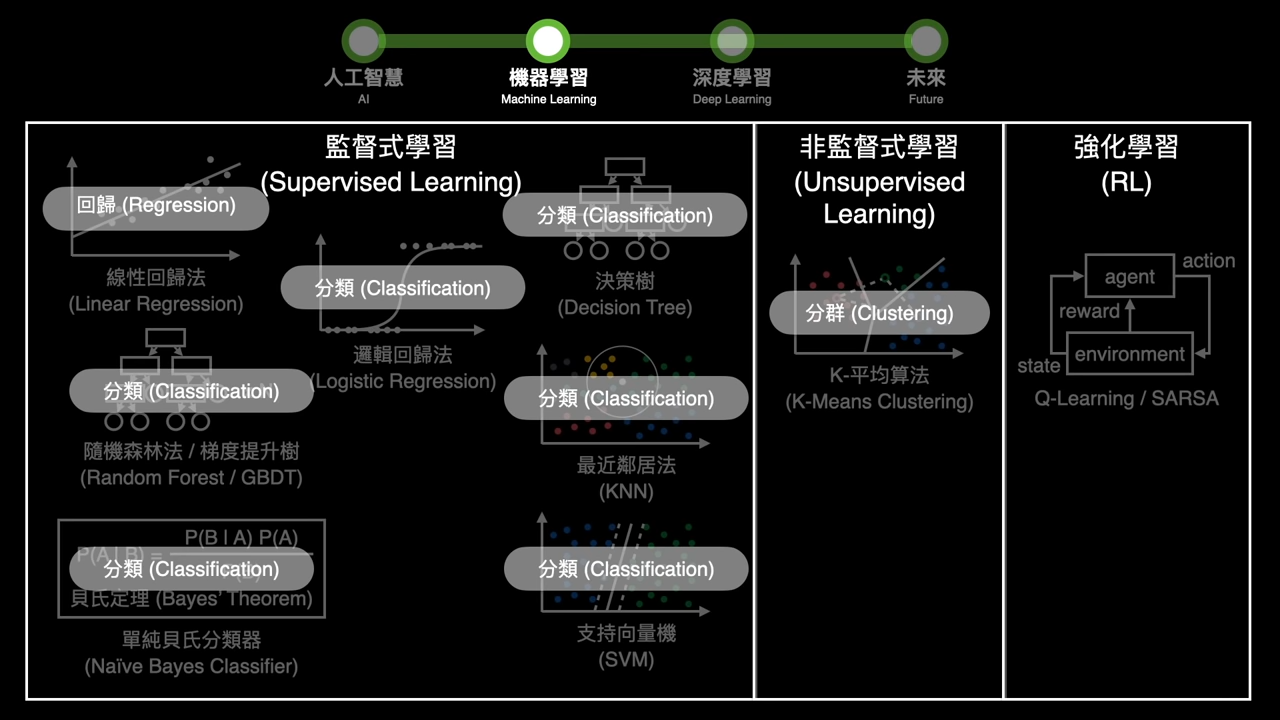 人工智慧
AI
機器學習
Machine Learning
深度學習
Deep Learning
未來
Future
監督式學習
(Supervised Learning)
回歸 (Regression)
線性回歸法
(Linear Regression)
分類 (Classification)
邏輯回歸法
(Logistic Regression)
分類 (Classification)
決策樹
(Decision Tree)
分類 (Classification)
隨機森林法 / 梯度提升樹
(Random Forest / GBDT)
分類 (Classification)
最近鄰居法
(KNN)
P(B | A) P(A)
P(A | B) =
分類 (Classification)
貝氏定理 (Bayes’ Theorem)
單純貝氏分類器
(Naïve Bayes Classifier)
分類 (Classification)
支持向量機
(SVM)
非監督式學習
(Unsupervised
Learning)
分群 (Clustering)
K-平均算法
(K-Means Clustering)
強化學習
(RL)
action
agent
reward
environment
state
Q-Learning / SARSA